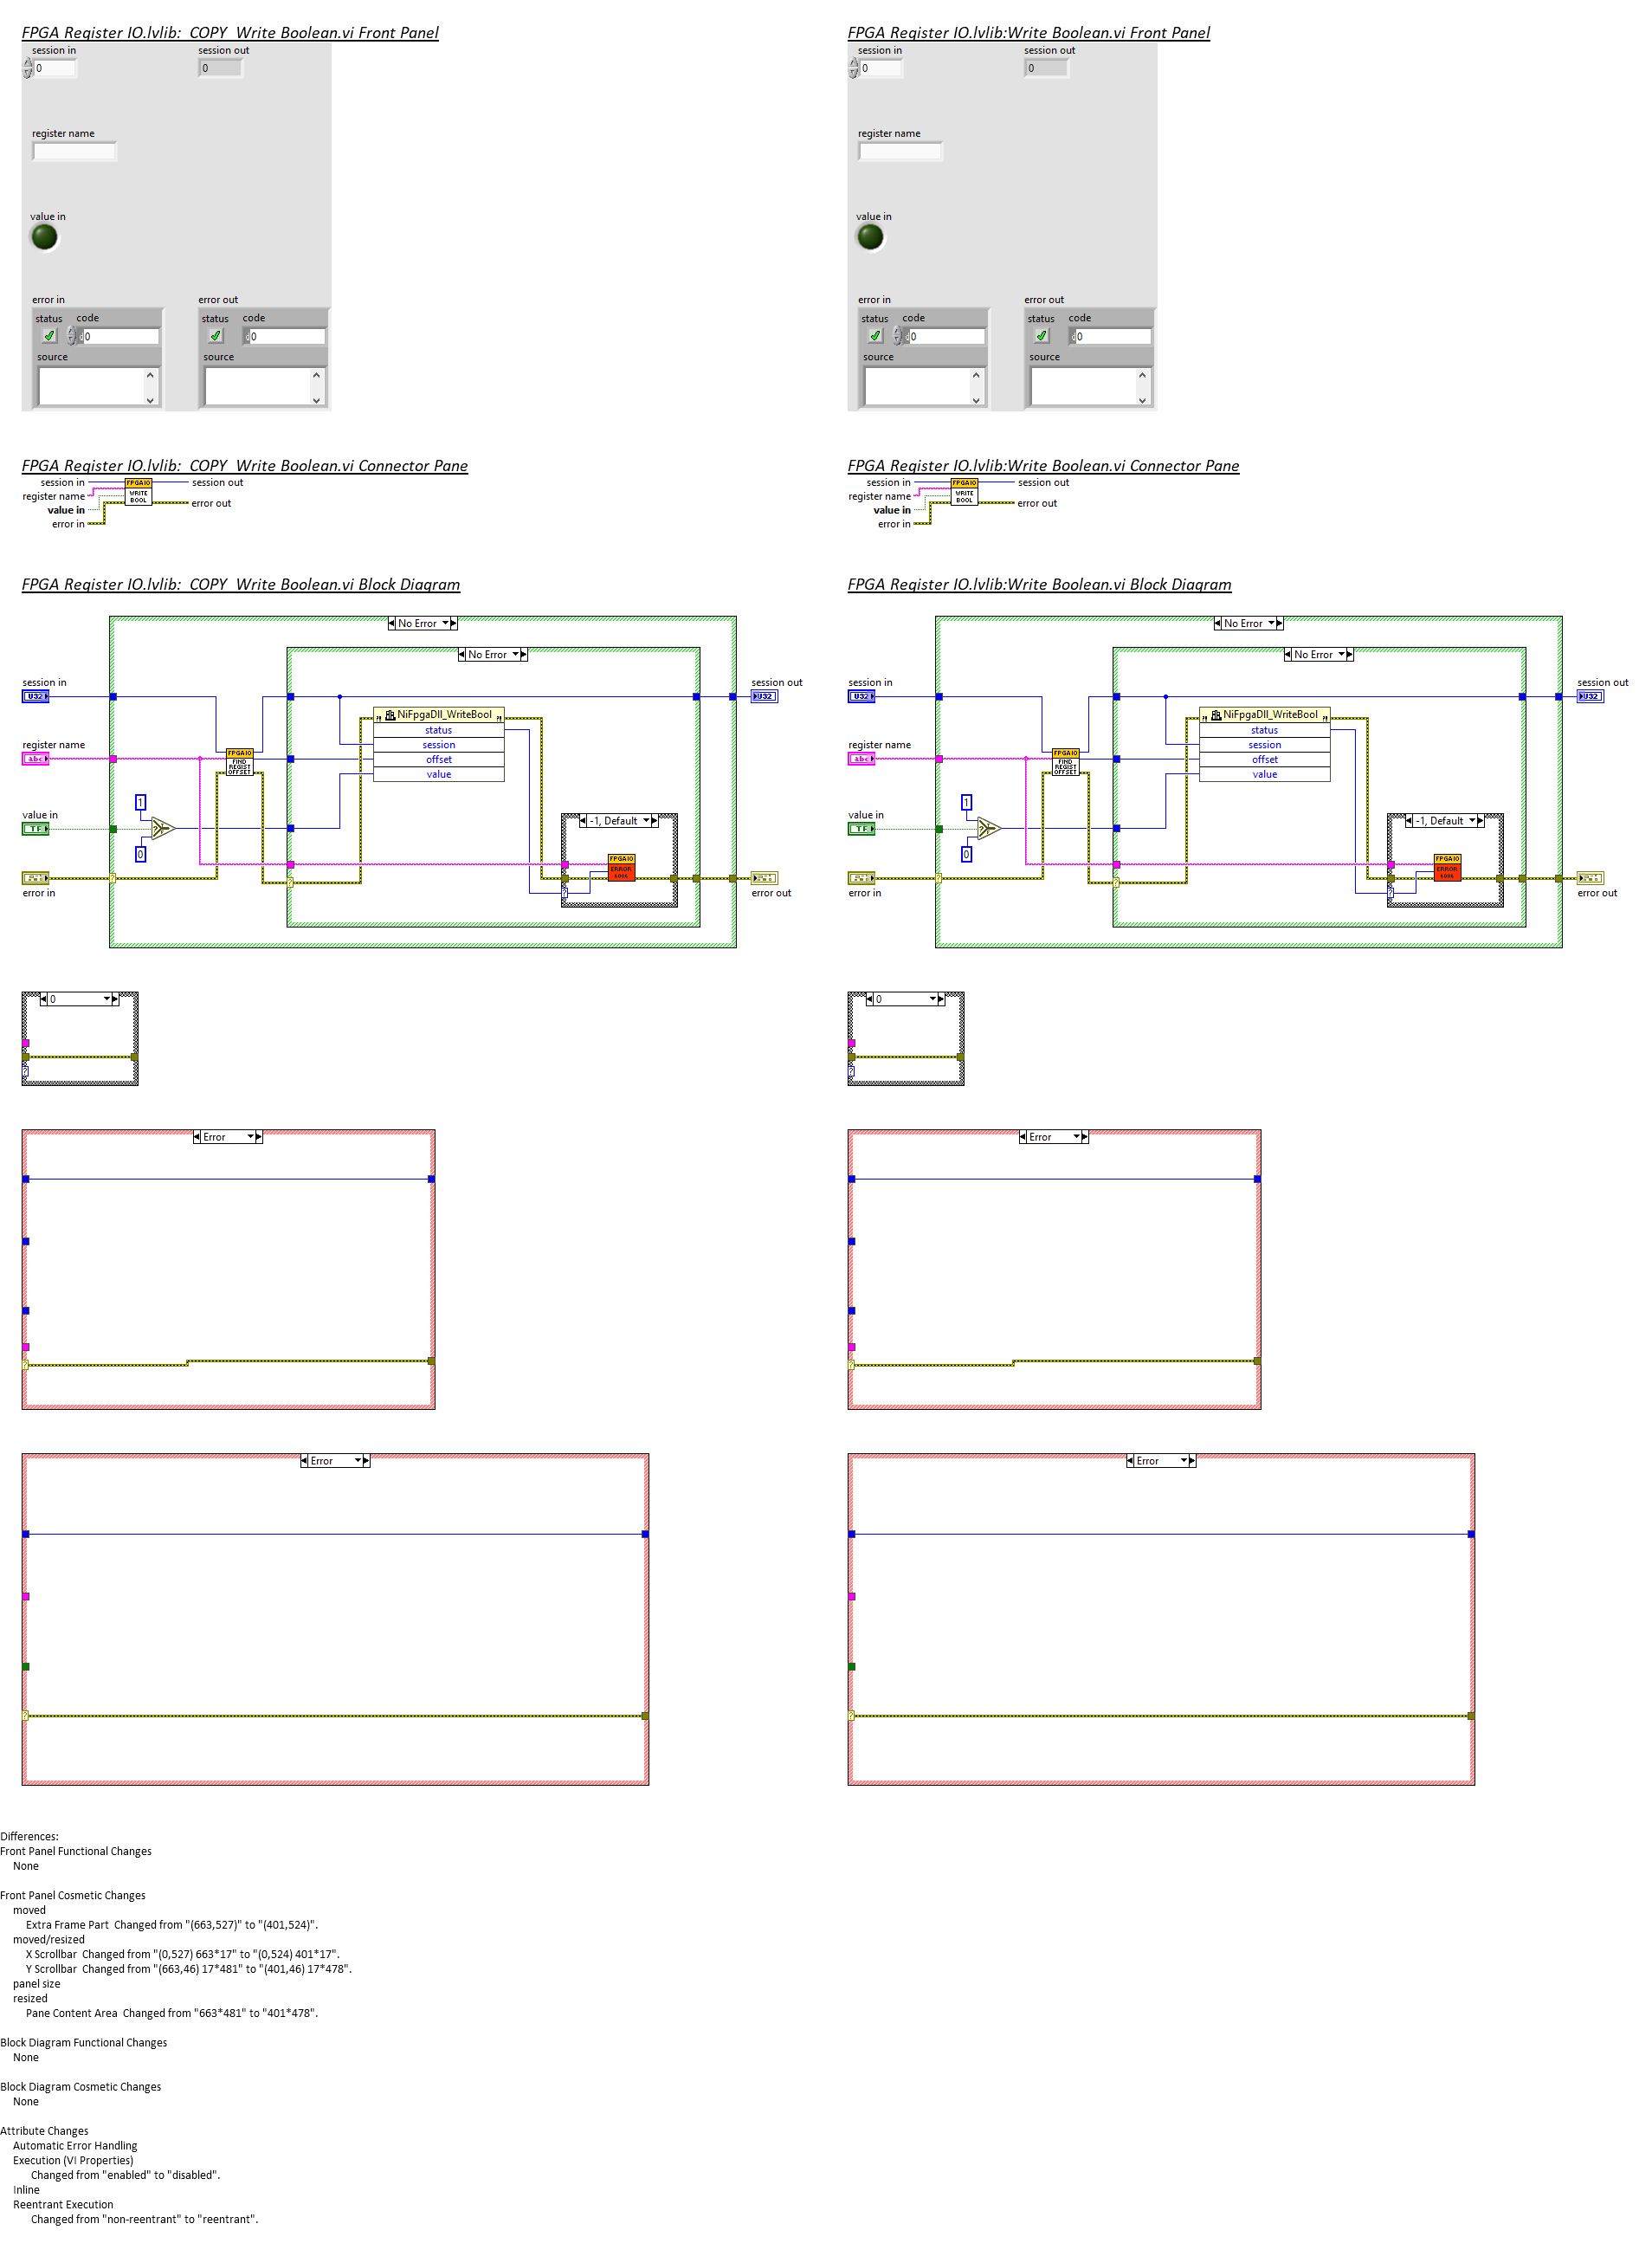 FPGA Register IO.lvlib:  COPY  Write Boolean.vi Front Panel
session in
session out
0
0
register name
value in
error in
error out
status code
0
source
status code
0
source
FPGA Register IO.lvlib:Write Boolean.vi Front Panel
session in
session out
0
0
register name
value in
error in
error out
status code
0
source
status code
0
source
FPGA Register IO.lvlib:  COPY  Write Boolean.vi Connector Pane
session in
register name
value in
error in
FPGAIO
WRITE
BOOL
session out
error out
FPGA Register IO.lvlib:Write Boolean.vi Connector Pane
session in
register name
value in
error in
FPGAIO
WRITE
BOOL
session out
error out
FPGA Register IO.lvlib:  COPY  Write Boolean.vi Block Diagram
No Error
No Error
session in
U32
register name
abc
value in
TF
error in
1
0
FPGAIO
FIND
REGIST
OFFSET
NiFpgaDll_WriteBool
status
session
offset
value
-1, Default
FPGAIO
ERROR
CODE
session out
U32
error out
FPGA Register IO.lvlib:Write Boolean.vi Block Diagram
No Error
No Error
session in
U32
register name
abc
value in
TF
error in
1
0
FPGAIO
FIND
REGIST
OFFSET
NiFpgaDll_WriteBool
status
session
offset
value
-1, Default
FPGAIO
ERROR
CODE
session out
U32
error out
0
0
Error
Error
Error
Error
Differences:
Front Panel Functional Changes
None
Front Panel Cosmetic Changes
moved
Extra Frame Part  Changed from "(663,527)" to "(401,524)".
moved/resized
X Scrollbar  Changed from "(0,527) 663*17" to "(0,524) 401*17".
Y Scrollbar  Changed from "(663,46) 17*481" to "(401,46) 17*478".
panel size
resized
Pane Content Area  Changed from "663*481" to "401*478".
Block Diagram Functional Changes
None
Block Diagram Cosmetic Changes
None
Attribute Changes
Automatic Error Handling
Execution (VI Properties)
Changed from "enabled" to "disabled".
Inline
Reentrant Execution
Changed from "non-reentrant" to "reentrant".